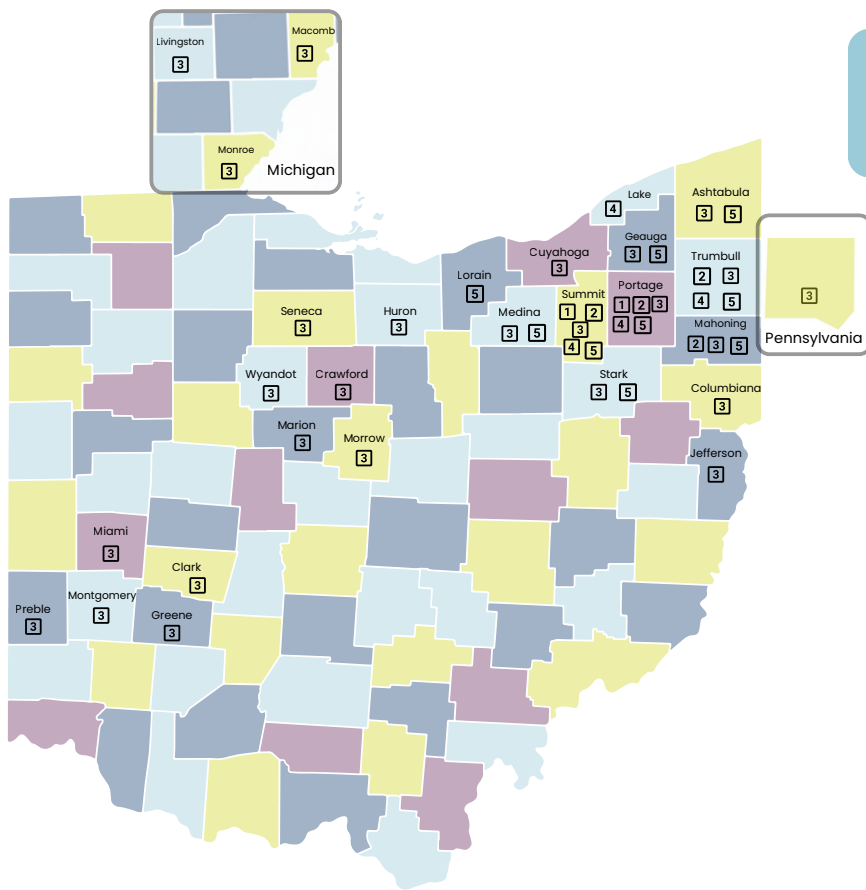 Macomb
3
Livingston
3
Monroe
3
Michigan
Lake
4
Ashtabula
3 5
Geauga
3 5
Cuyahoga
3
Trumbull
2 3
4 5
Lorain
5
Portage
1 2 3
4 5
Summit
1 2
3
4 5
Medina
3 5
Mahoning
2 3 5
3
Pennsylvania
Seneca
3
Huron
3
Wyandot
3
Crawford
3
Stark
3 5
Columbiana
3
Marion
3
Morrow
3
Jefferson
3
Miami
3
Clark
3
Preble
3
Montgomery
3
Greene
3